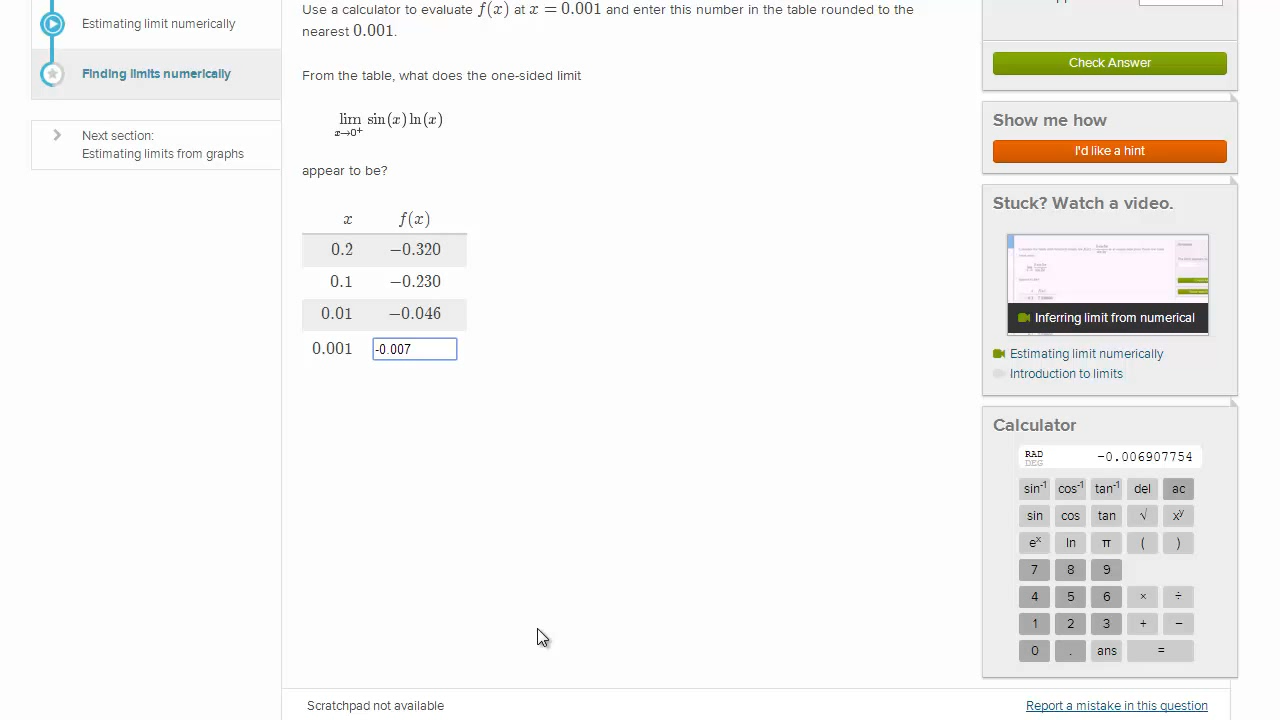 Estimating limit numerically
Finding limits numerically
Next section:
Estimating limits from graphs
Use a calculator to evaluate f(x) at x = 0.001 and enter this number in the table rounded to the
nearest 0.001.
From the table, what does the one-sided limit
lim sin(x) ln(x)
x→0⁺
appear to be?
x f(x)
0.2 −0.320
0.1 −0.230
0.01 −0.046
0.001 -0.007
Check Answer
Show me how
I'd like a hint
Stuck? Watch a video.
Inferring limit from numerical
Estimating limit numerically
Introduction to limits
Calculator
RAD -0.006907754
DEG
sin⁻¹ cos⁻¹ tan⁻¹ del ac
sin cos tan √ xʸ
eˣ ln π ( )
7 8 9
4 5 6 × ÷
1 2 3 + −
0 . ans =
Scratchpad not available
Report a mistake in this question